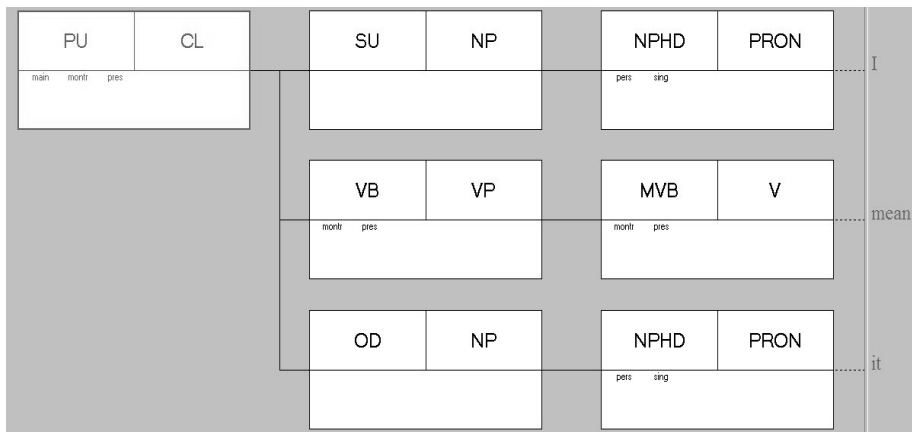 PU CL SU NP NPHD PRON I
main montr pres pers sing
VB VP MVB V mean
montr pres montr pres
OD NP NPHD PRON it
pers sing